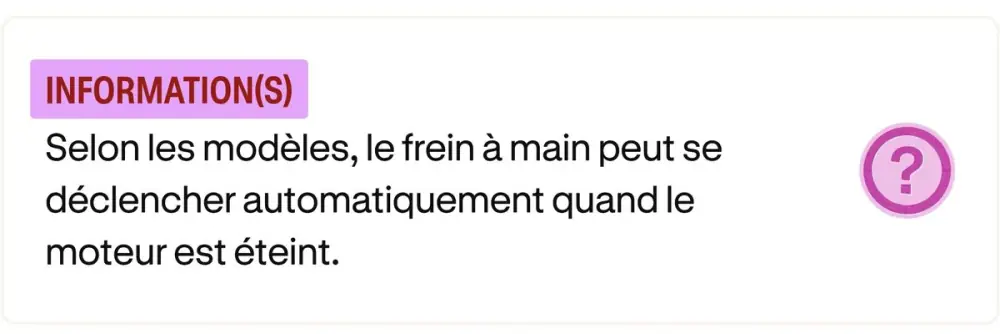 INFORMATION(S)
Selon les modèles, le frein à main peut se
déclencher automatiquement quand le
moteur est éteint.
?